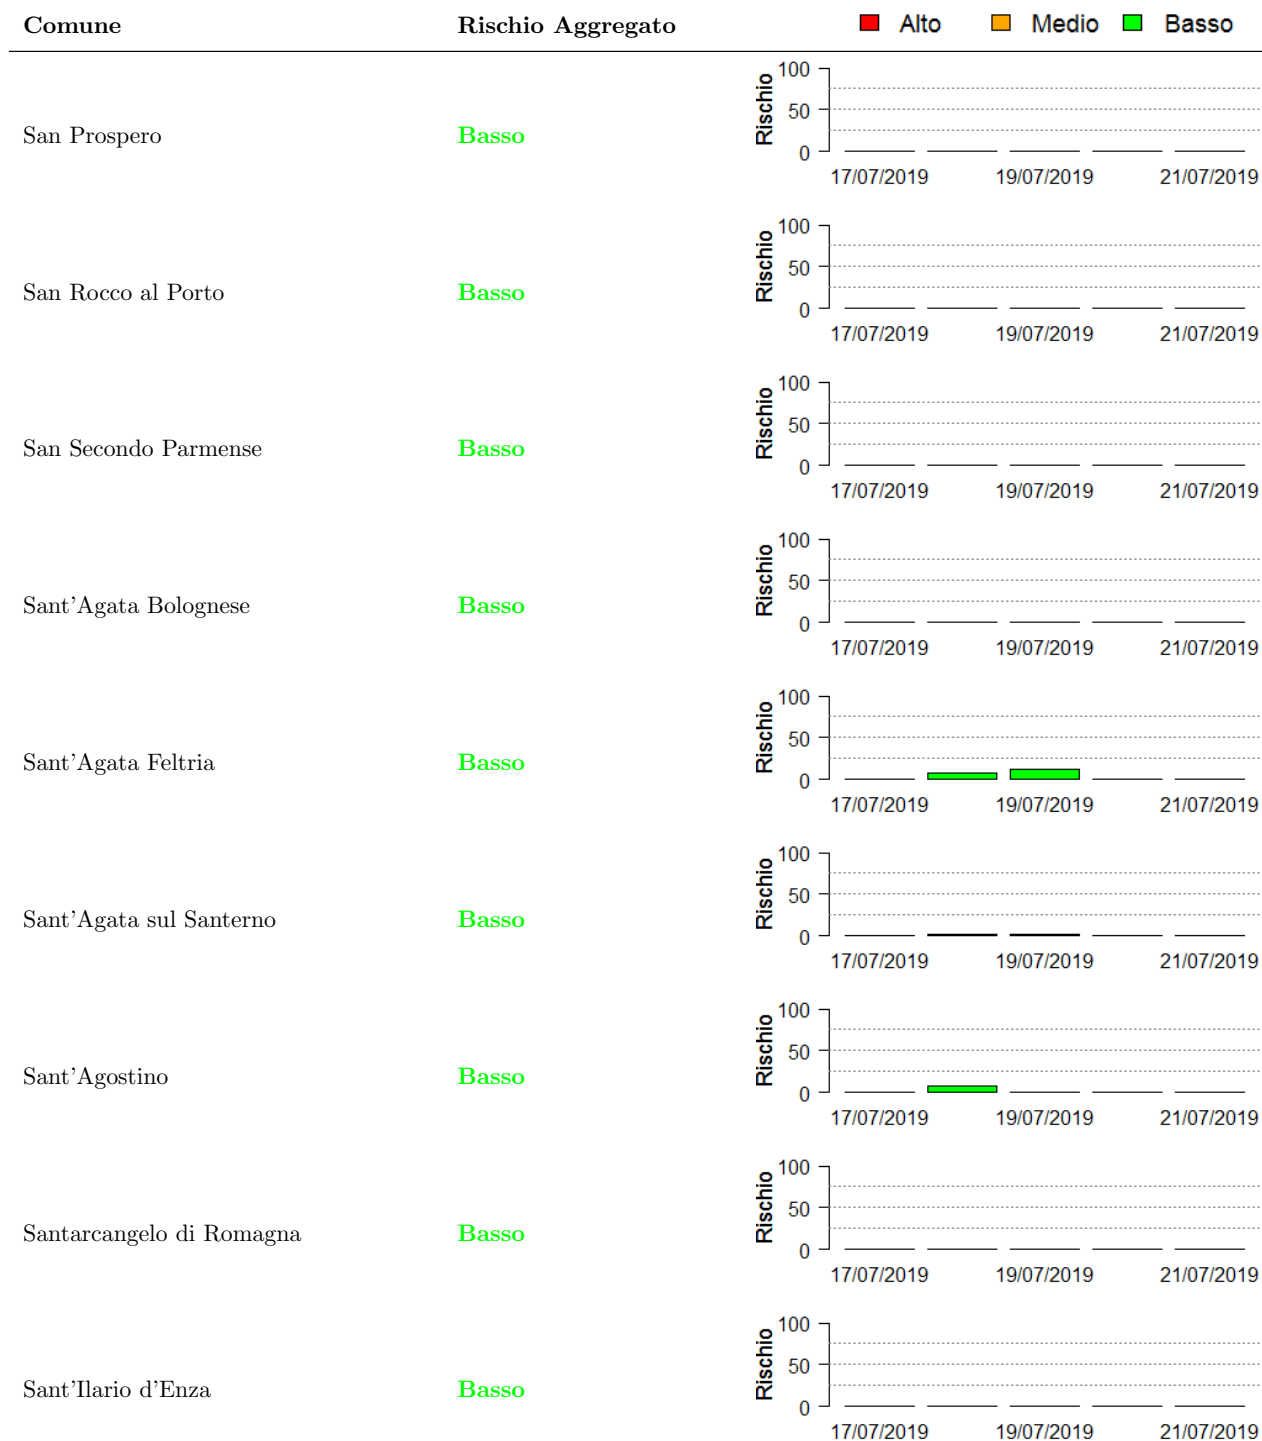 Comune Rischio Aggregato Alto Medio Basso
100
Rischio
50
San Prospero Basso
0
17/07/2019 19/07/2019 21/07/2019
100
Rischio
50
San Rocco al Porto Basso
0
17/07/2019 19/07/2019 21/07/2019
100
Rischio
50
San Secondo Parmense Basso
0
17/07/2019 19/07/2019 21/07/2019
100
Rischio
50
Sant'Agata Bolognese Basso
0
17/07/2019 19/07/2019 21/07/2019
100
Rischio
50
Sant'Agata Feltria Basso
0
17/07/2019 19/07/2019 21/07/2019
100
Rischio
50
Sant'Agata sul Santerno Basso
0
17/07/2019 19/07/2019 21/07/2019
100
Rischio
50
Sant'Agostino Basso
0
17/07/2019 19/07/2019 21/07/2019
100
Rischio
50
Santarcangelo di Romagna Basso
0
17/07/2019 19/07/2019 21/07/2019
100
Rischio
50
Sant'Ilario d'Enza Basso
0
17/07/2019 19/07/2019 21/07/2019